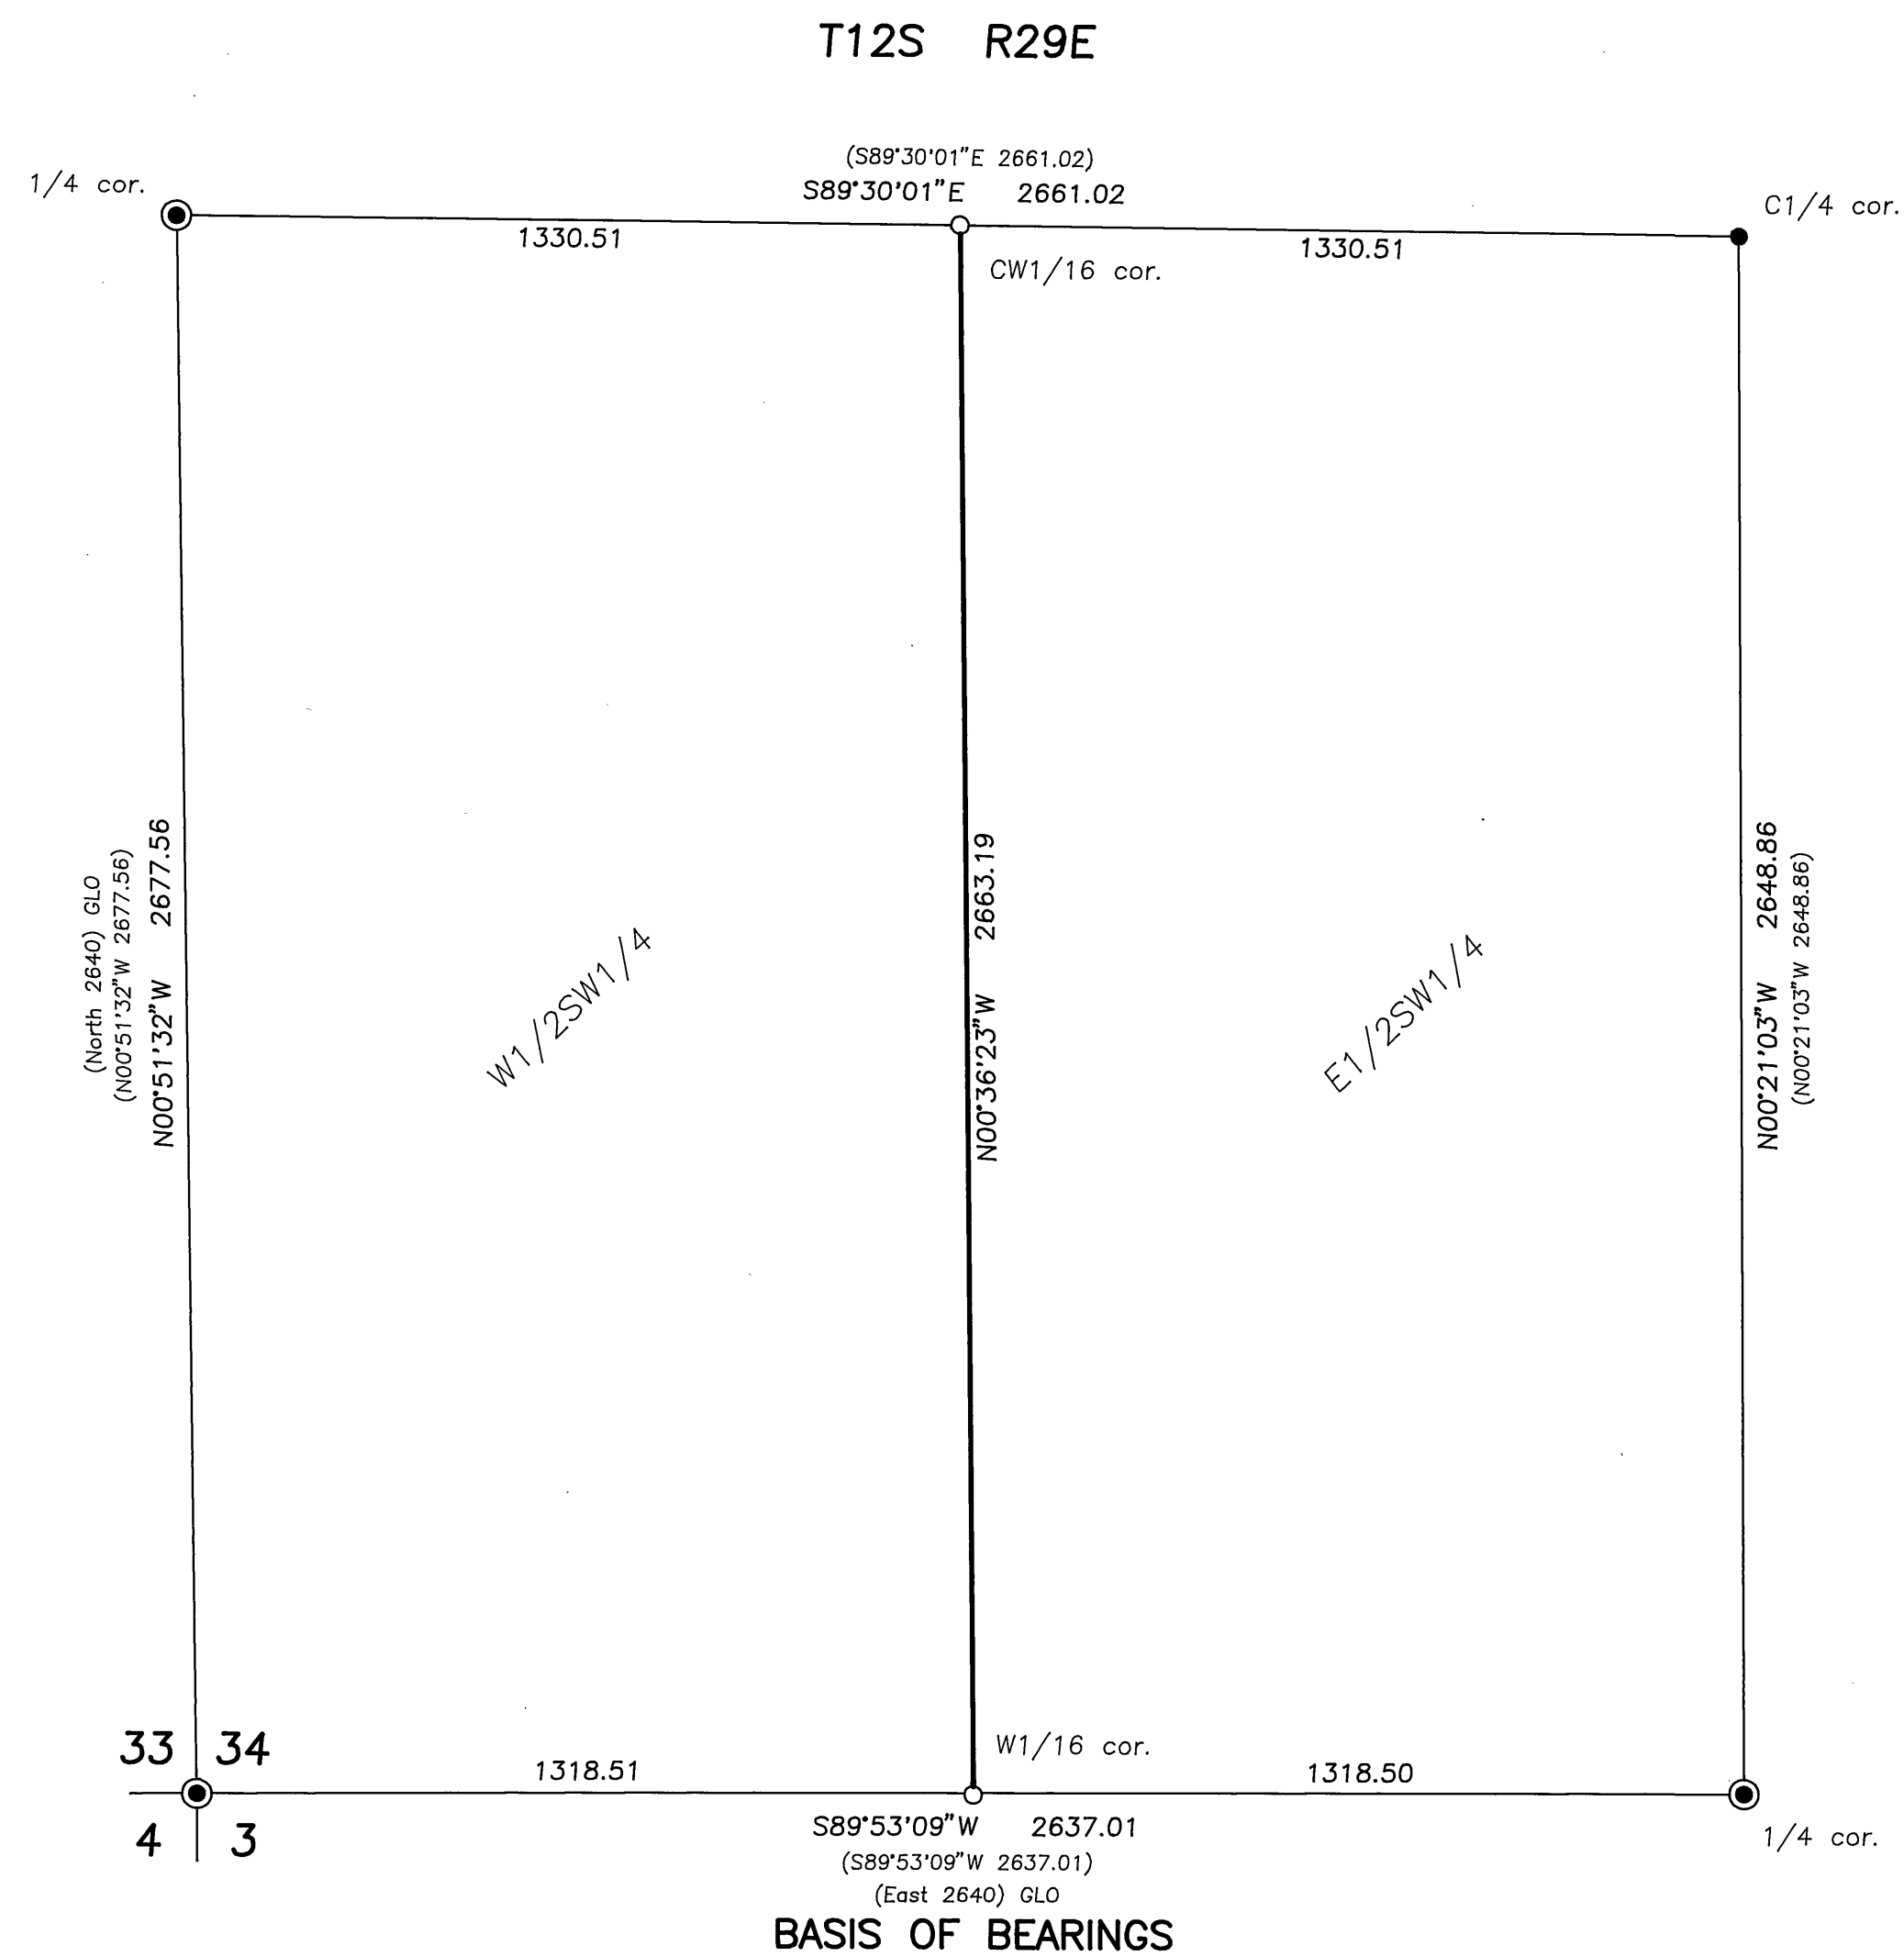 T12S R29E
(S89°30'01"E 2661.02)
S89°30'01"E 2661.02
1/4 cor.
C1/4 cor.
1330.51
1330.51
CW1/16 cor.
(North 2640) GLO
(N00°51'32"W 2677.56)
N00°51'32"W 2677.56
W1/2SW1/4
N00°36'23"W 2663.19
E1/2SW1/4
N00°21'03"W 2648.86
(N00°21'03"W 2648.86)
33 34
W1/16 cor.
1318.51
1318.50
4 3
S89°53'09"W 2637.01
1/4 cor.
(S89°53'09"W 2637.01)
(East 2640) GLO
BASIS OF BEARINGS